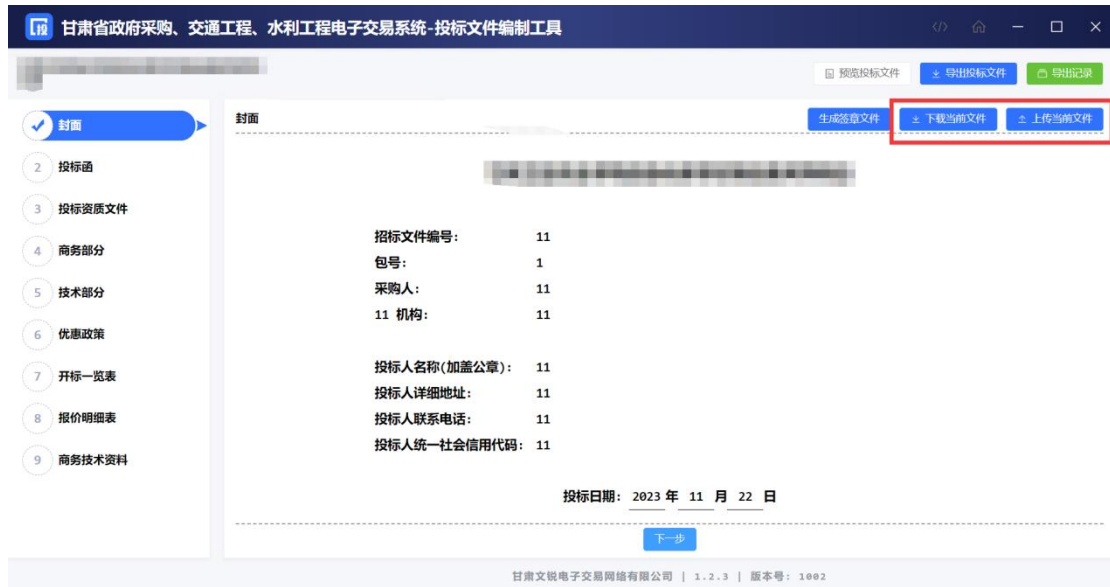 投 甘肃省政府采购、交通工程、水利工程电子交易系统-投标文件编制工具
预览投标文件 导出投标文件 导出记录
封面
2 投标函
3 投标资质文件
4 商务部分
5 技术部分
6 优惠政策
7 开标一览表
8 报价明细表
9 商务技术资料
封面 生成签章文件 下载当前文件 上传当前文件
招标文件编号: 11
包号: 1
采购人: 11
11 机构: 11
投标人名称(加盖公章): 11
投标人详细地址: 11
投标人联系电话: 11
投标人统一社会信用代码: 11
投标日期: 2023 年 11 月 22 日
下一步
甘肃文锐电子交易网络有限公司 | 1.2.3 | 版本号: 1002